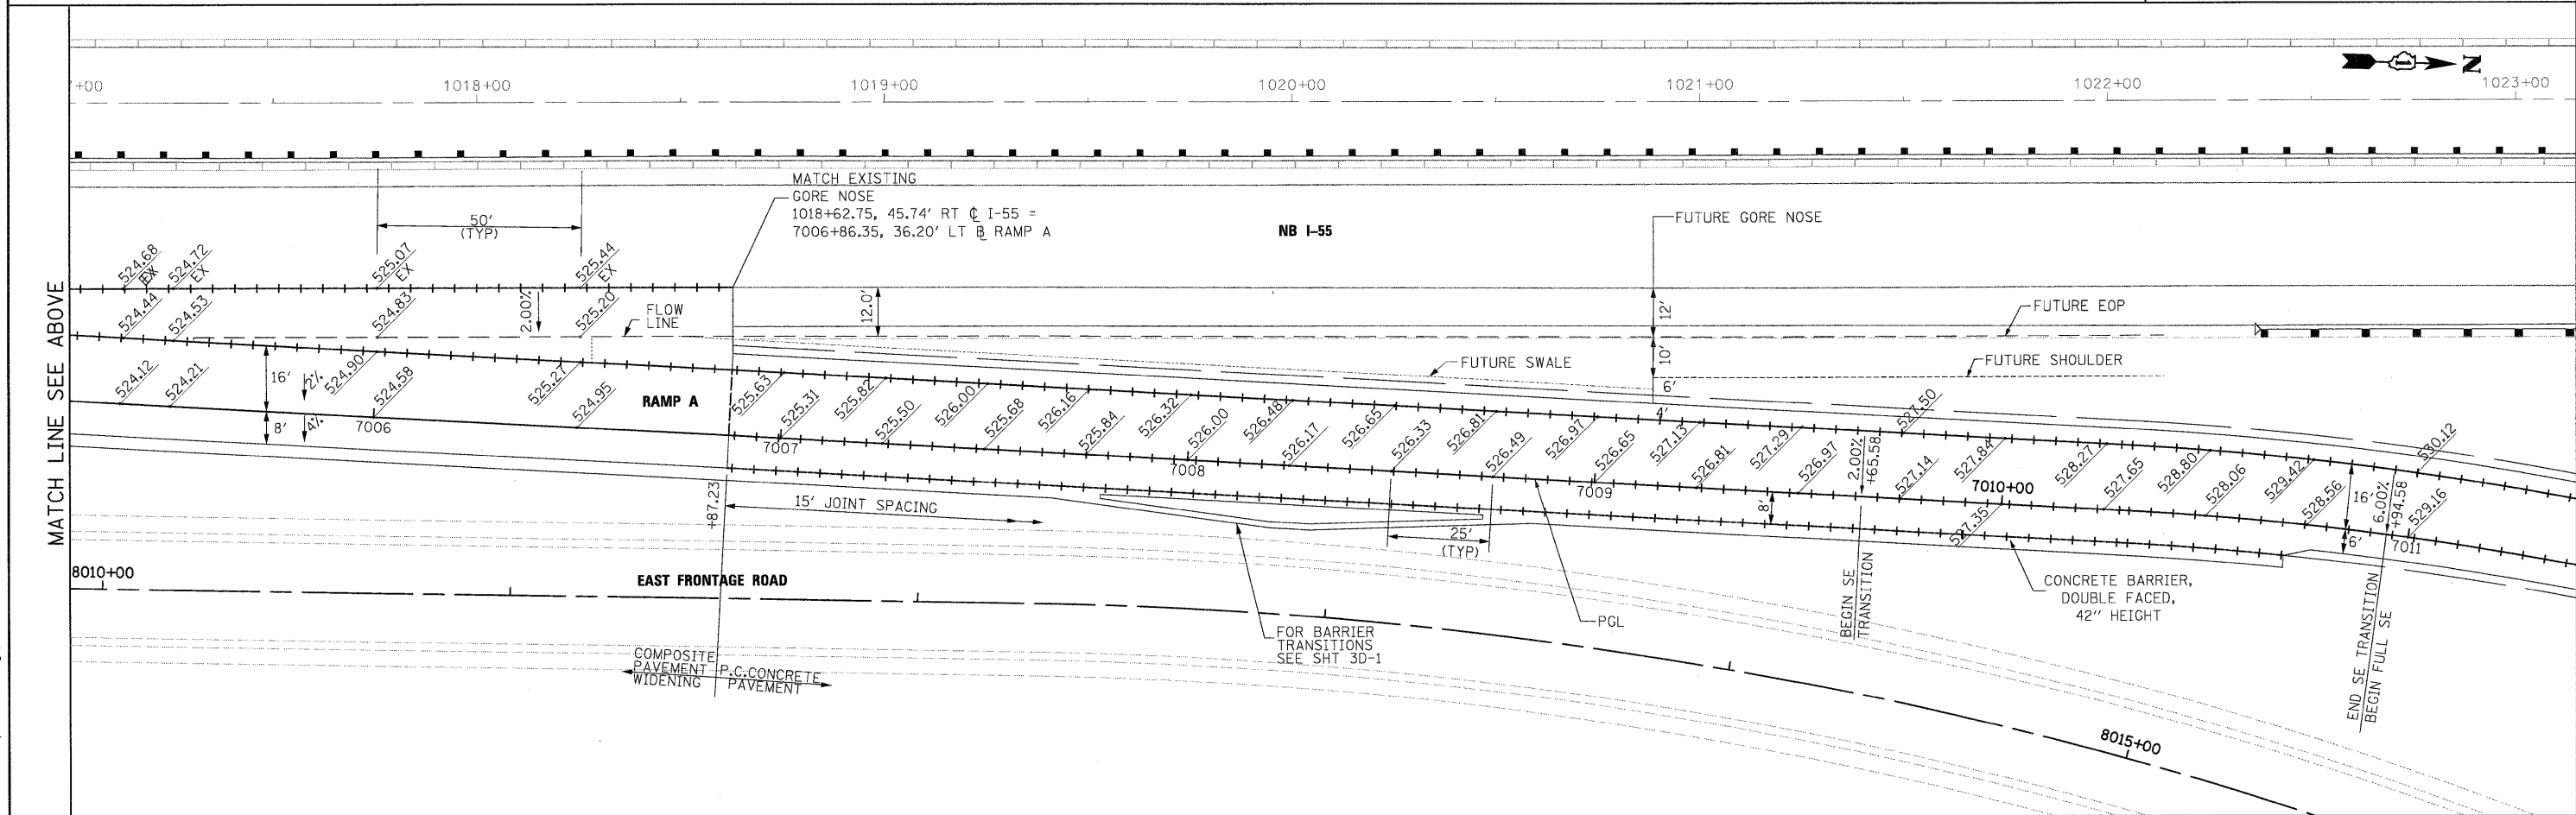 7+00
1018+00
1019+00
1020+00
1021+00
1022+00
1023+00
N
MATCH EXISTING
GORE NOSE
1018+62.75, 45.74' RT ℄ I-55 =
7006+86.35, 36.20' LT B̲L RAMP A
50'
(TYP)
NB I-55
FUTURE GORE NOSE
MATCH LINE SEE ABOVE
524.68
EX
524.72
EX
525.07
EX
525.44
EX
524.44
524.53
524.83
525.20
2.00%
FLOW
LINE
12.0'
12'
10'
6'
4'
FUTURE EOP
FUTURE SHOULDER
FUTURE SWALE
524.12
524.21
16'
2%
8'
4%
524.90
524.58
7006
525.27
524.95
RAMP A
525.63
525.31
7007
525.82
525.50
526.00
525.68
526.16
525.84
526.32
526.00
7008
526.48
526.17
526.65
526.33
526.81
526.49
526.97
526.65
7009
527.13
526.81
527.29
526.97
2.00%
+65.58
527.50
527.14
527.84
7010+00
527.35
528.27
527.65
528.80
528.06
529.42
528.56
16'
6.00%
+94.58
530.12
529.16
6'
7011
+87.23
15' JOINT SPACING
25'
(TYP)
8'
8010+00
EAST FRONTAGE ROAD
COMPOSITE
PAVEMENT
WIDENING
P.C.CONCRETE
PAVEMENT
FOR BARRIER
TRANSITIONS
SEE SHT 3D-1
PGL
BEGIN SE
TRANSITION
CONCRETE BARRIER,
DOUBLE FACED,
42" HEIGHT
END SE TRANSITION
BEGIN FULL SE
8015+00